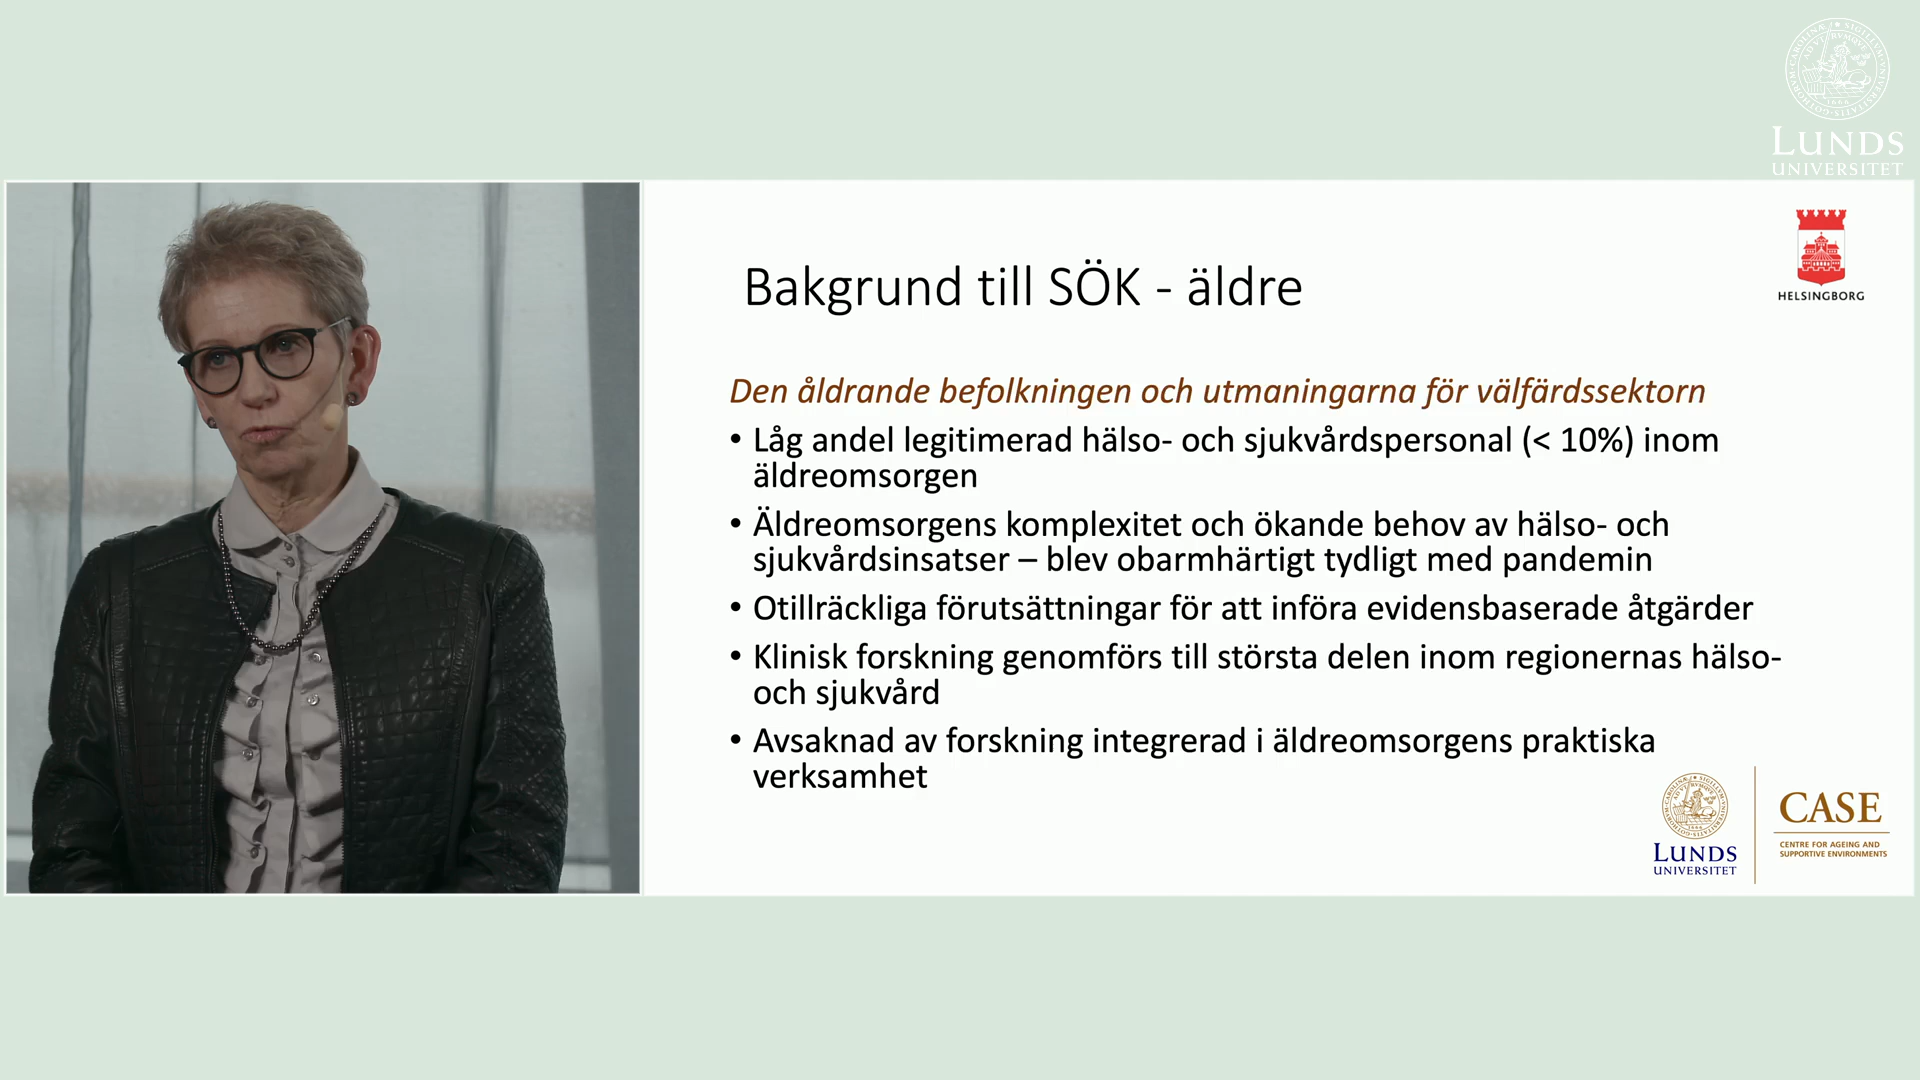 LUNDS
UNIVERSITET
HELSINGBORG
Bakgrund till SÖK - äldre
Den åldrande befolkningen och utmaningarna för välfärdssektorn
• Låg andel legitimerad hälso- och sjukvårdspersonal (< 10%) inom
äldreomsorgen
• Äldreomsorgens komplexitet och ökande behov av hälso- och
sjukvårdsinsatser – blev obarmhärtigt tydligt med pandemin
• Otillräckliga förutsättningar för att införa evidensbaserade åtgärder
• Klinisk forskning genomförs till största delen inom regionernas hälso-
och sjukvård
• Avsaknad av forskning integrerad i äldreomsorgens praktiska
verksamhet
LUNDS
UNIVERSITET
CASE
CENTRE FOR AGEING AND
SUPPORTIVE ENVIRONMENTS